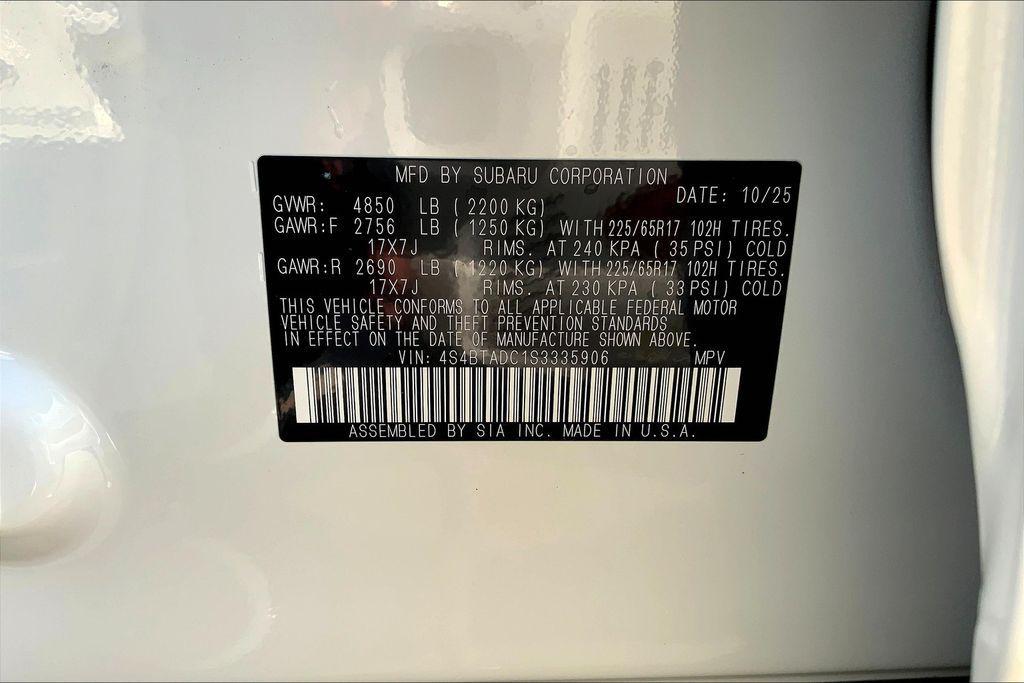 MFD BY SUBARU CORPORATION
DATE: 10/25
GVWR: 4850 LB (2200 KG)
GAWR:F 2756 LB (1250 KG) WITH 225/65R17 102H TIRES.
17X7J RIMS. AT 240 KPA (35 PSI) COLD
GAWR:R 2690 LB (1220 KG) WITH 225/65R17 102H TIRES.
17X7J RIMS. AT 230 KPA (33 PSI) COLD
THIS VEHICLE CONFORMS TO ALL APPLICABLE FEDERAL MOTOR
VEHICLE SAFETY AND THEFT PREVENTION STANDARDS
IN EFFECT ON THE DATE OF MANUFACTURE SHOWN ABOVE.
VIN: 4S4BTADC1S3335906 MPV
ASSEMBLED BY SIA INC. MADE IN U.S.A.